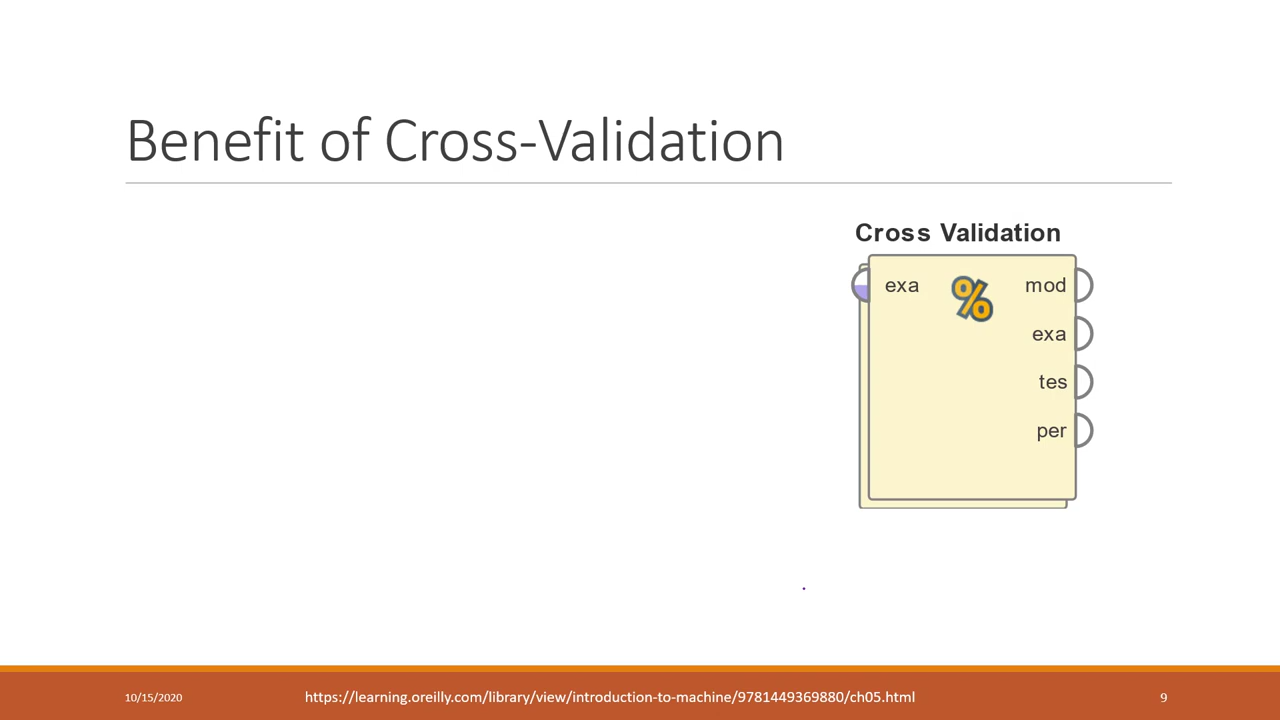 Benefit of Cross-Validation
Cross Validation
exa % mod
exa
tes
per
10/15/2020 https://learning.oreilly.com/library/view/introduction-to-machine/9781449369880/ch05.html 9